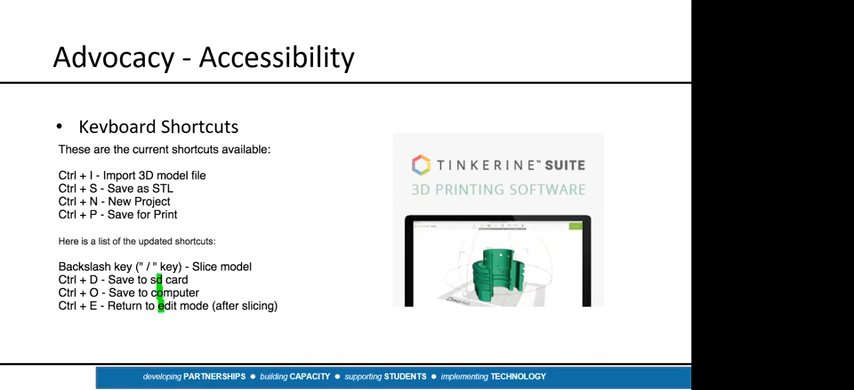 Advocacy - Accessibility
• Keyboard Shortcuts
These are the current shortcuts available:
Ctrl + I - Import 3D model file
Ctrl + S - Save as STL
Ctrl + N - New Project
Ctrl + P - Save for Print
Here is a list of the updated shortcuts:
Backslash key (" / " key) - Slice model
Ctrl + D - Save to sd card
Ctrl + O - Save to computer
Ctrl + E - Return to edit mode (after slicing)
TINKERINE™ SUITE
3D PRINTING SOFTWARE
developing PARTNERSHIPS ● building CAPACITY ● supporting STUDENTS ● implementing TECHNOLOGY